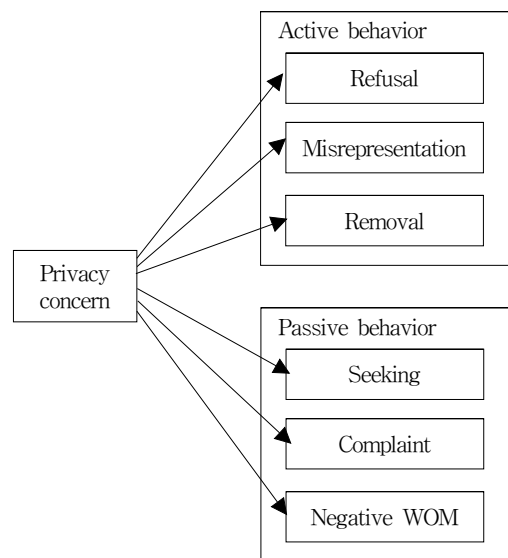 Active behavior
Refusal
Misrepresentation
Removal
Privacy
concern
Passive behavior
Seeking
Complaint
Negative WOM